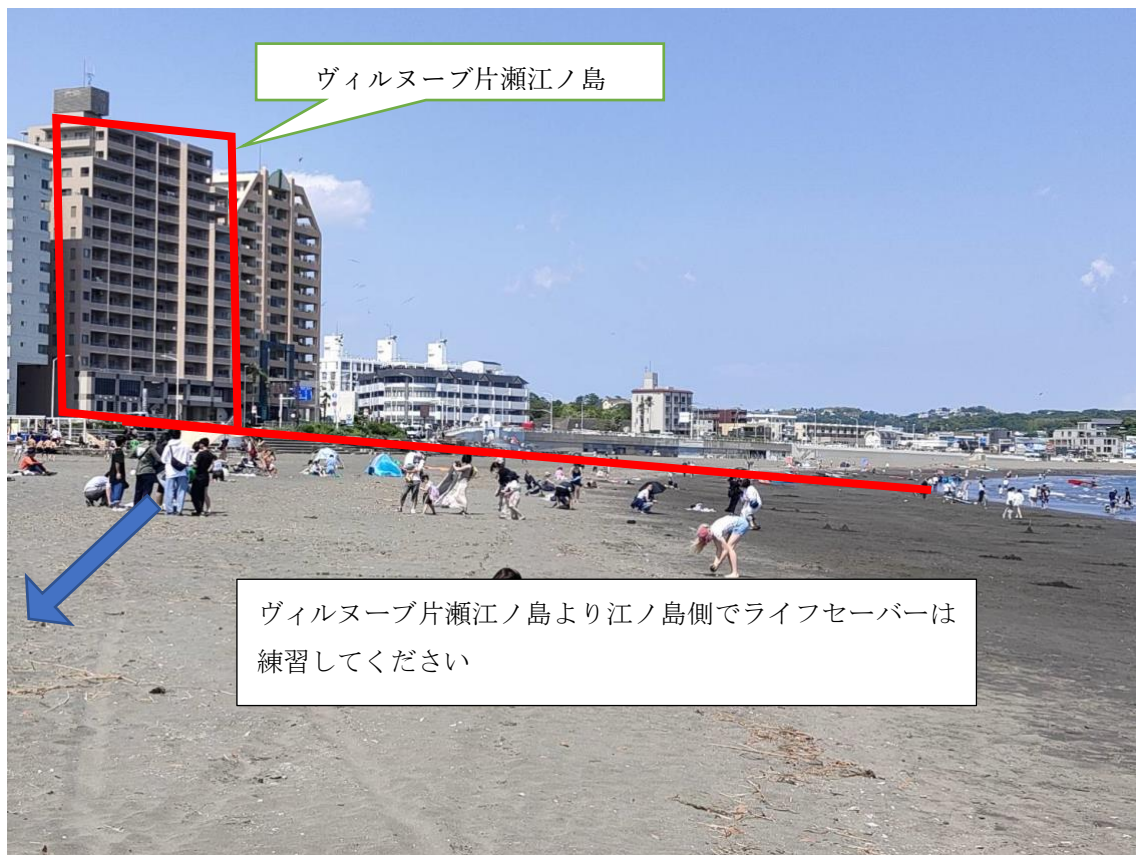 ヴィルヌーブ片瀬江ノ島
ヴィルヌーブ片瀬江ノ島より江ノ島側でライフセーバーは
練習してください